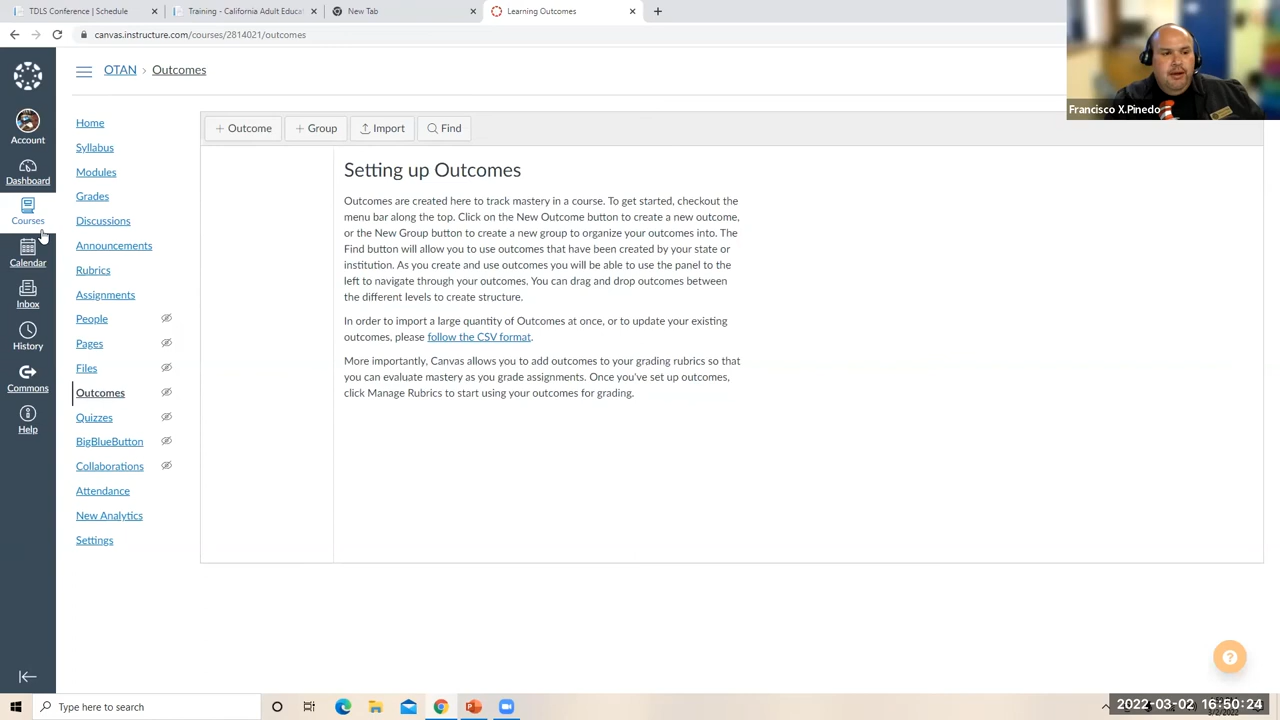 TDLS Conference | Schedule
Training - California Adult Educat
New Tab
Learning Outcomes
canvas.instructure.com/courses/2814021/outcomes
Francisco X.Pinedo
OTAN › Outcomes
Account
Dashboard
Courses
Calendar
Inbox
History
Commons
Help
Home
Syllabus
Modules
Grades
Discussions
Announcements
Rubrics
Assignments
People
Pages
Files
Outcomes
Quizzes
BigBlueButton
Collaborations
Attendance
New Analytics
Settings
+ Outcome
+ Group
Import
Find
Setting up Outcomes
Outcomes are created here to track mastery in a course. To get started, checkout the
menu bar along the top. Click on the New Outcome button to create a new outcome,
or the New Group button to create a new group to organize your outcomes into. The
Find button will allow you to use outcomes that have been created by your state or
institution. As you create and use outcomes you will be able to use the panel to the
left to navigate through your outcomes. You can drag and drop outcomes between
the different levels to create structure.
In order to import a large quantity of Outcomes at once, or to update your existing
outcomes, please follow the CSV format.
More importantly, Canvas allows you to add outcomes to your grading rubrics so that
you can evaluate mastery as you grade assignments. Once you've set up outcomes,
click Manage Rubrics to start using your outcomes for grading.
Type here to search
2022-03-02 16:50:24